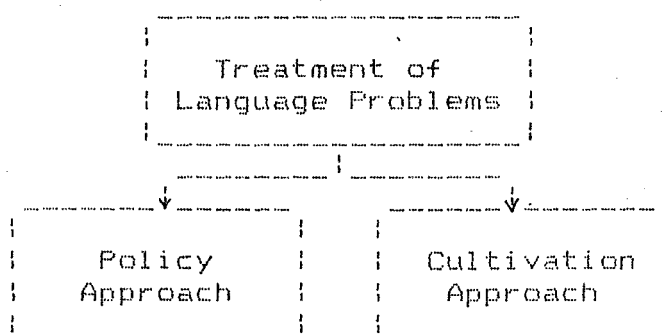 Treatment of
Language Problems
Policy
Approach
Cultivation
Approach